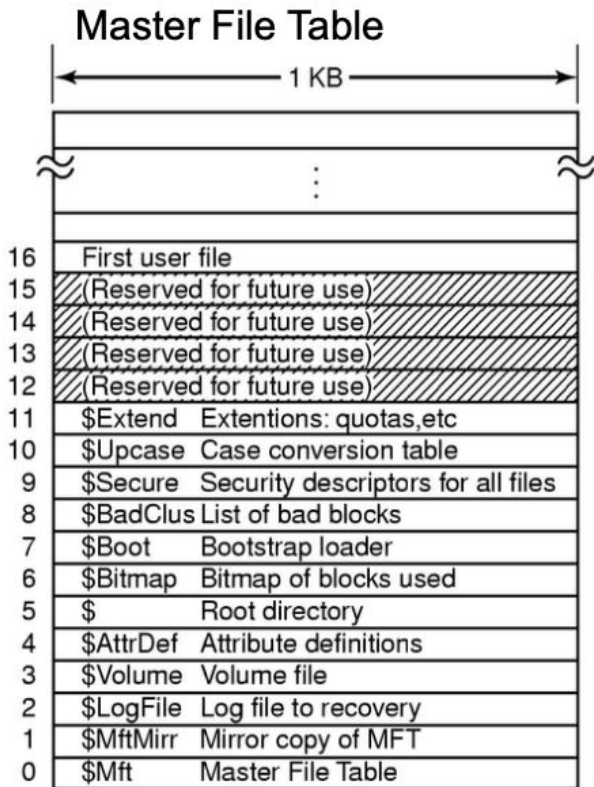 Master File Table
1 KB
⋮
16 First user file
15 (Reserved for future use)
14 (Reserved for future use)
13 (Reserved for future use)
12 (Reserved for future use)
11 $Extend Extentions: quotas,etc
10 $Upcase Case conversion table
9 $Secure Security descriptors for all files
8 $BadClus List of bad blocks
7 $Boot Bootstrap loader
6 $Bitmap Bitmap of blocks used
5 $ Root directory
4 $AttrDef Attribute definitions
3 $Volume Volume file
2 $LogFile Log file to recovery
1 $MftMirr Mirror copy of MFT
0 $Mft Master File Table